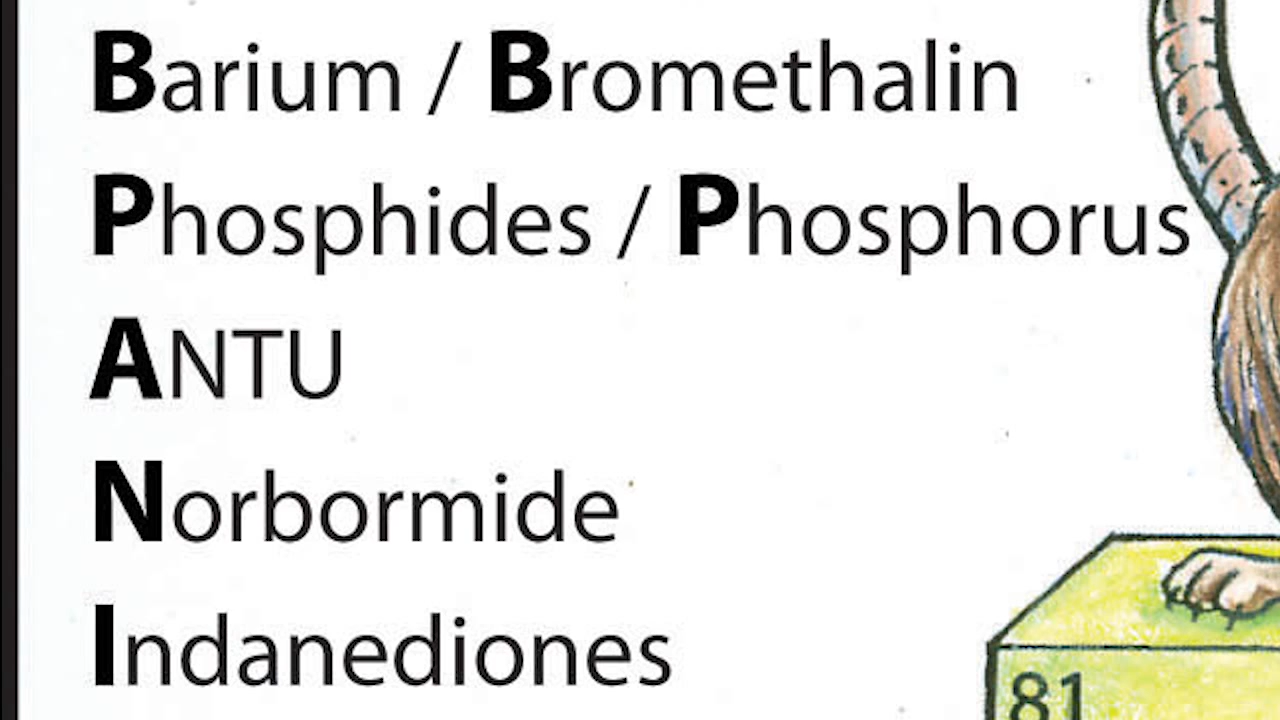 Barium / Bromethalin
Phosphides / Phosphorus
ANTU
Norbormide
Indanediones
81